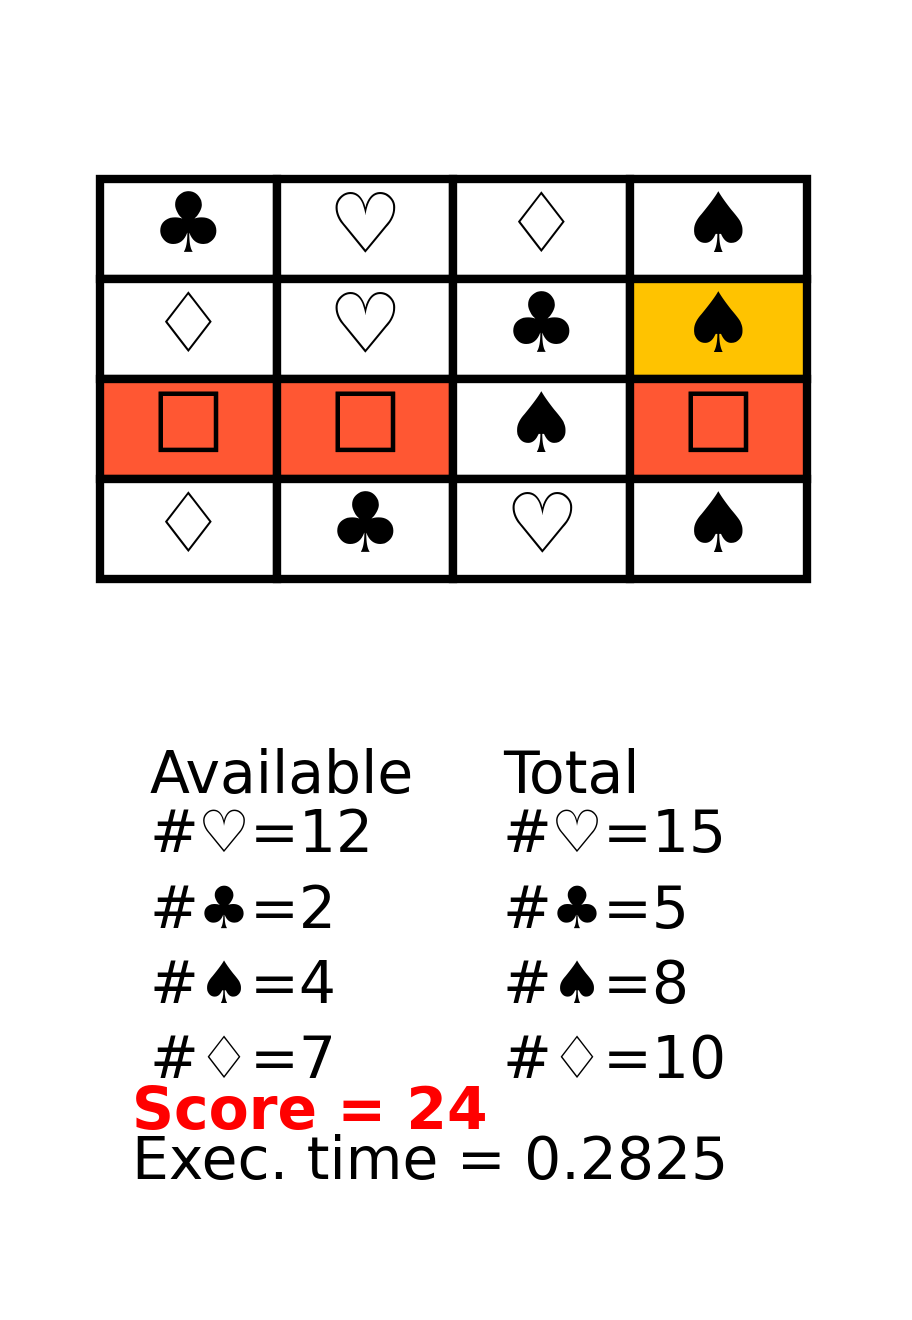 ♣ ♡ ♢ ♠
♢ ♡ ♣ ♠
□ □ ♠ □
♢ ♣ ♡ ♠
Available Total
#♡=12 #♡=15
#♣=2 #♣=5
#♠=4 #♠=8
#♢=7 #♢=10
Score = 24
Exec. time = 0.2825